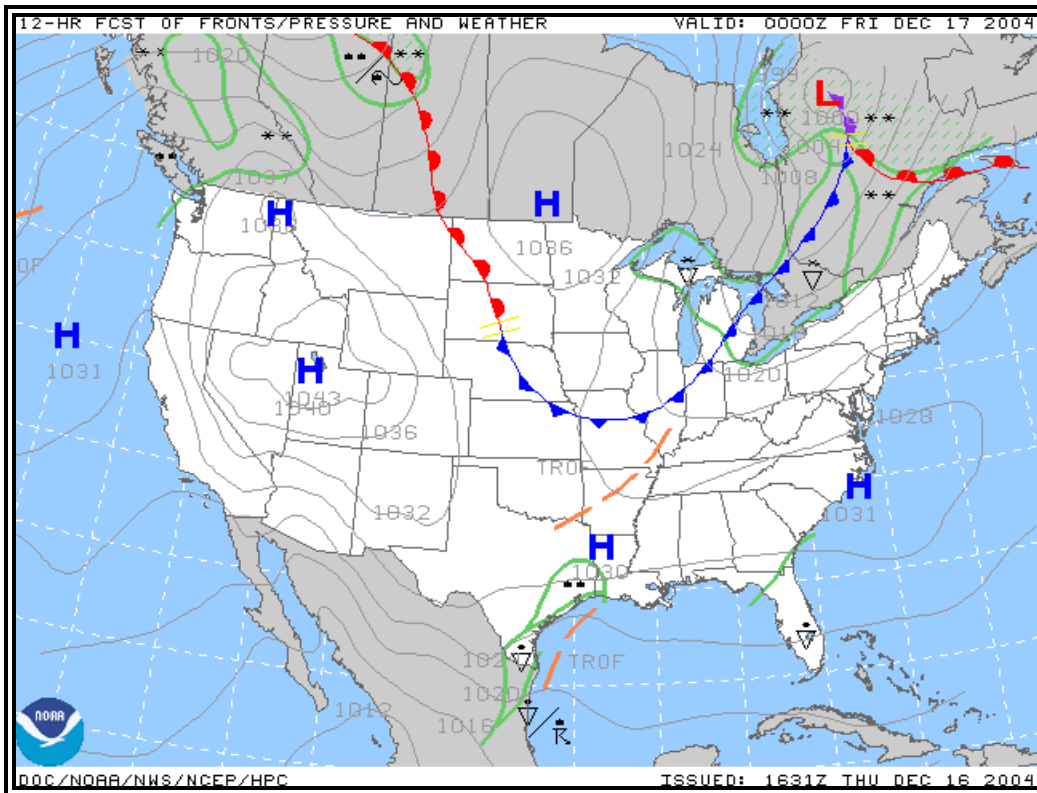 12-HR FCST OF FRONTS/PRESSURE AND WEATHER VALID: 0000Z FRI DEC 17 2004
1020
L
1000
1024
1008
1037
H
H
1036
1032
H
1031
H
1043
1040
1020
1036
1028
TROF
H
1031
1032
H
1030
TROF
1020
1012
1016
NOAA
R
DOC/NOAA/NWS/NCEP/HPC ISSUED: 1631Z THU DEC 16 2004